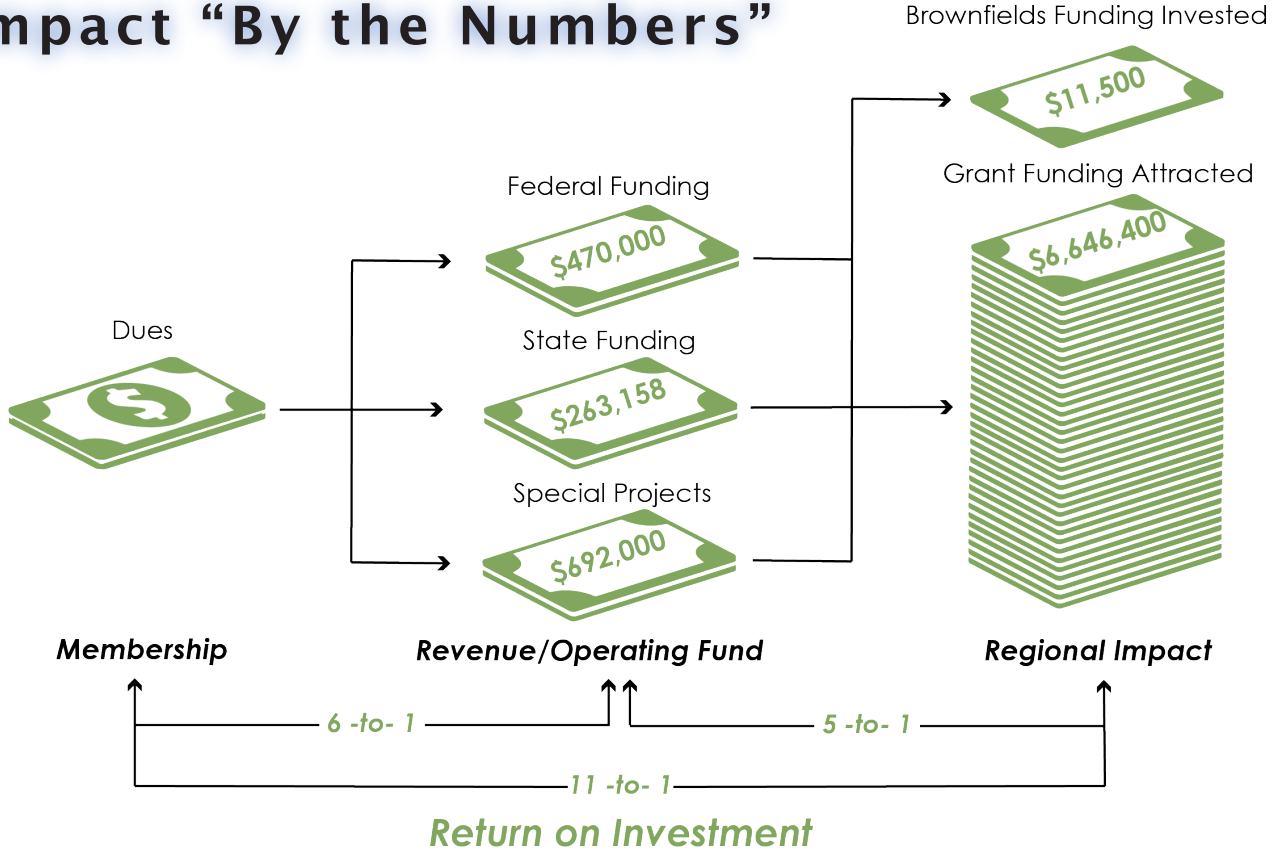 mpact “By the Numbers”
Brownfields Funding Invested
$11,500
Grant Funding Attracted
$6,646,400
Federal Funding
$470,000
Dues
$
State Funding
$263,158
Special Projects
$692,000
Membership
Revenue/Operating Fund
Regional Impact
6 -to- 1
5 -to- 1
11 -to- 1
Return on Investment